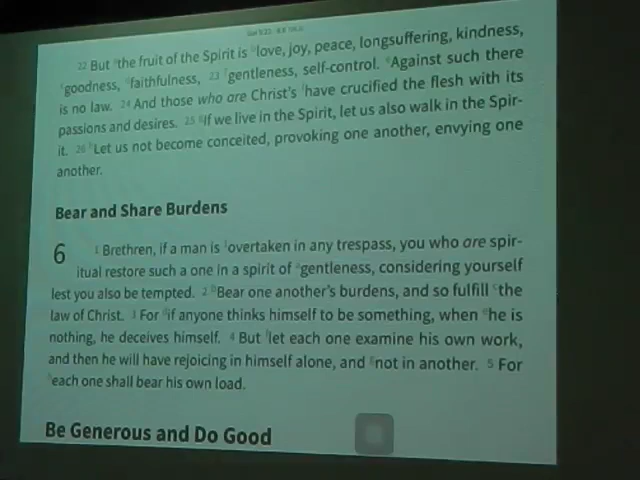 22 But the fruit of the Spirit is love, joy, peace, longsuffering, kindness,
goodness, faithfulness, 23 gentleness, self-control. Against such there
is no law. 24 And those who are Christ's have crucified the flesh with its
passions and desires. 25 If we live in the Spirit, let us also walk in the Spir-
it. 26 Let us not become conceited, provoking one another, envying one
another.
Bear and Share Burdens
6 1 Brethren, if a man is overtaken in any trespass, you who are spir-
itual restore such a one in a spirit of gentleness, considering yourself
lest you also be tempted. 2 Bear one another's burdens, and so fulfill the
law of Christ. 3 For if anyone thinks himself to be something, when he is
nothing, he deceives himself. 4 But let each one examine his own work,
and then he will have rejoicing in himself alone, and not in another. 5 For
each one shall bear his own load.
Be Generous and Do Good